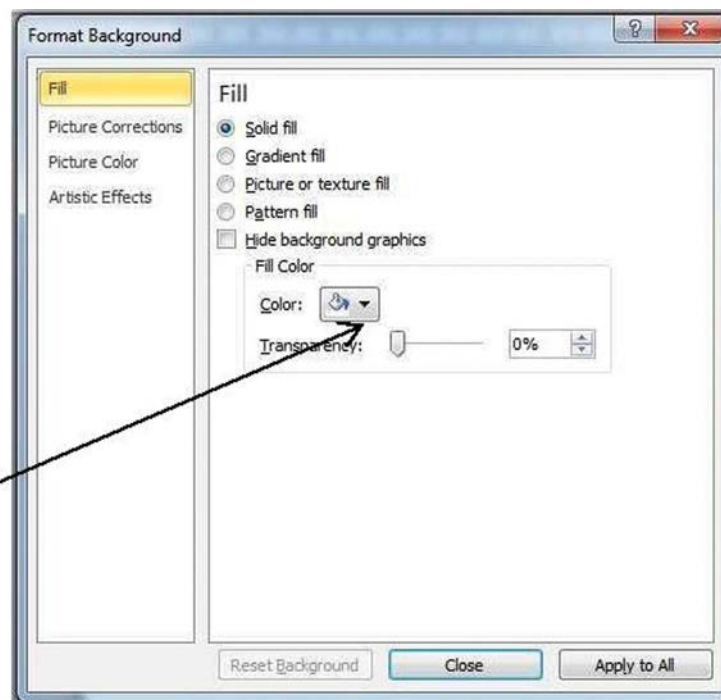 Format Background
Fill
Picture Corrections
Picture Color
Artistic Effects
Fill
Solid fill
Gradient fill
Picture or texture fill
Pattern fill
Hide background graphics
Fill Color
Color:
Transparency: 0%
Reset Background Close Apply to All